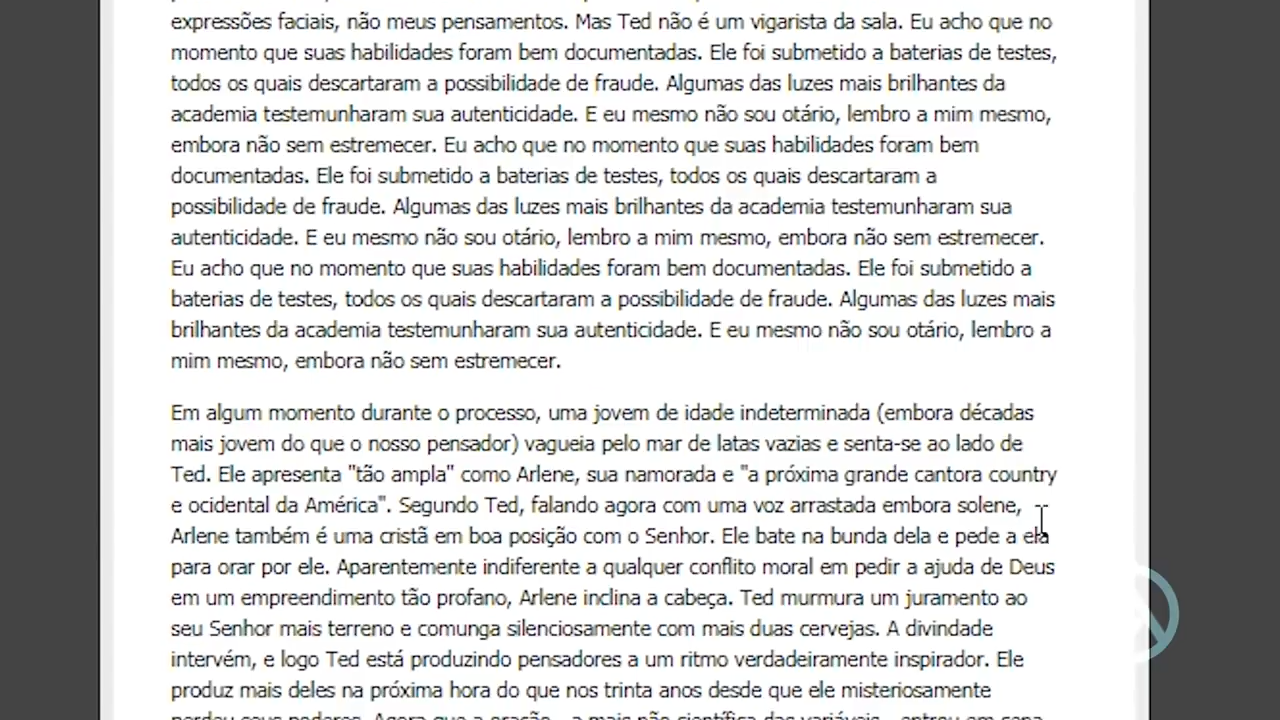 expressões faciais, não meus pensamentos. Mas Ted não é um vigarista da sala. Eu acho que no
momento que suas habilidades foram bem documentadas. Ele foi submetido a baterias de testes,
todos os quais descartaram a possibilidade de fraude. Algumas das luzes mais brilhantes da
academia testemunharam sua autenticidade. E eu mesmo não sou otário, lembro a mim mesmo,
embora não sem estremecer. Eu acho que no momento que suas habilidades foram bem
documentadas. Ele foi submetido a baterias de testes, todos os quais descartaram a
possibilidade de fraude. Algumas das luzes mais brilhantes da academia testemunharam sua
autenticidade. E eu mesmo não sou otário, lembro a mim mesmo, embora não sem estremecer.
Eu acho que no momento que suas habilidades foram bem documentadas. Ele foi submetido a
baterias de testes, todos os quais descartaram a possibilidade de fraude. Algumas das luzes mais
brilhantes da academia testemunharam sua autenticidade. E eu mesmo não sou otário, lembro a
mim mesmo, embora não sem estremecer.
Em algum momento durante o processo, uma jovem de idade indeterminada (embora décadas
mais jovem do que o nosso pensador) vagueia pelo mar de latas vazias e senta-se ao lado de
Ted. Ele apresenta "tão ampla" como Arlene, sua namorada e "a próxima grande cantora country
e ocidental da América". Segundo Ted, falando agora com uma voz arrastada embora solene,
Arlene também é uma cristã em boa posição com o Senhor. Ele bate na bunda dela e pede a ela
para orar por ele. Aparentemente indiferente a qualquer conflito moral em pedir a ajuda de Deus
em um empreendimento tão profano, Arlene inclina a cabeça. Ted murmura um juramento ao
seu Senhor mais terreno e comunga silenciosamente com mais duas cervejas. A divindade
intervém, e logo Ted está produzindo pensadores a um ritmo verdadeiramente inspirador. Ele
produz mais deles na próxima hora do que nos trinta anos desde que ele misteriosamente
perdeu seus poderes. Agora que a oração - a mais não científica das variáveis - entrou em cena